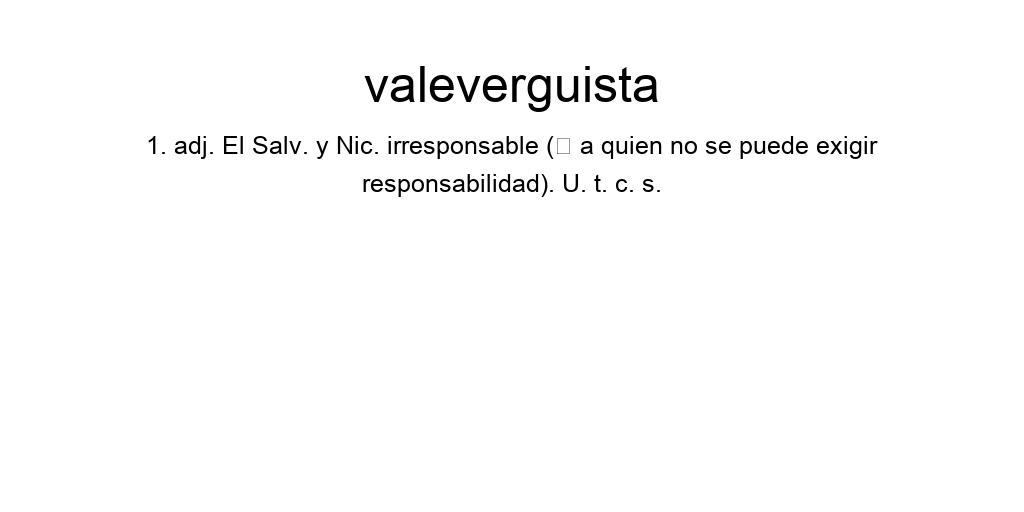 valeverguista
1. adj. El Salv. y Nic. irresponsable (□ a quien no se puede exigir
responsabilidad). U. t. c. s.